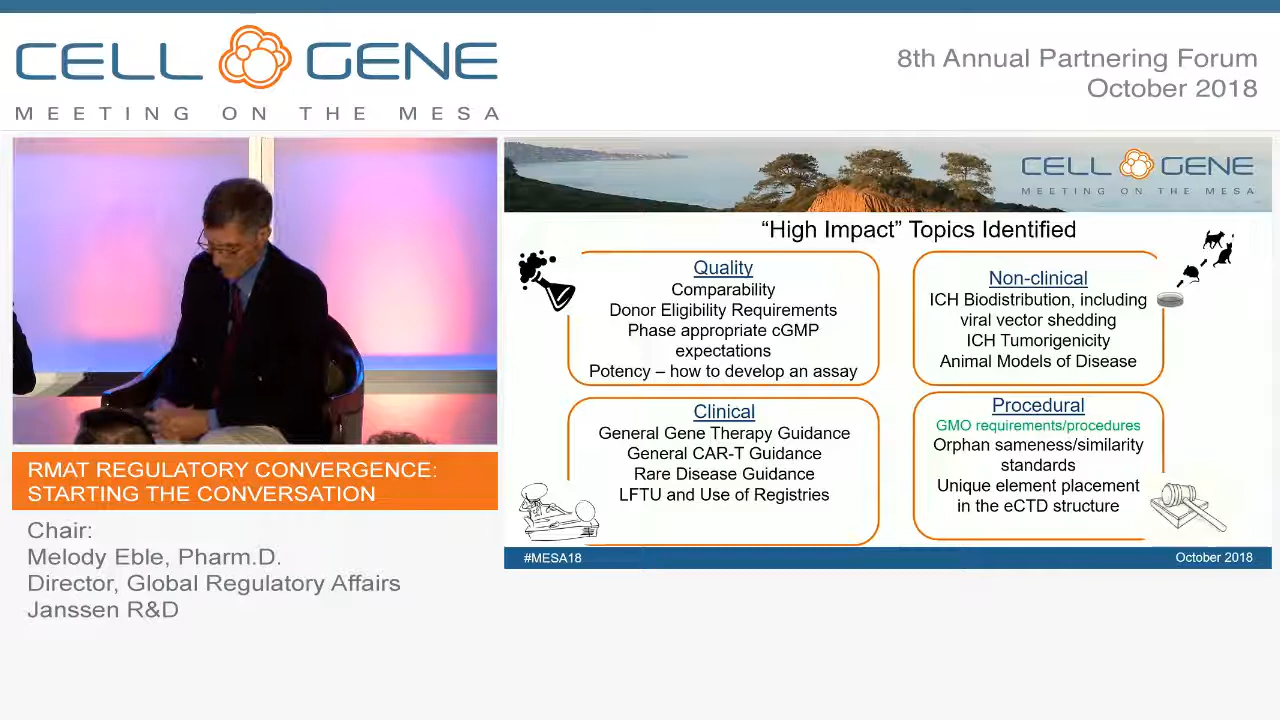 CELL GENE
MEETING ON THE MESA
8th Annual Partnering Forum
October 2018
CELL GENE
MEETING ON THE MESA
“High Impact” Topics Identified
Quality
Comparability
Donor Eligibility Requirements
Phase appropriate cGMP
expectations
Potency – how to develop an assay
Non-clinical
ICH Biodistribution, including
viral vector shedding
ICH Tumorigenicity
Animal Models of Disease
Clinical
General Gene Therapy Guidance
General CAR-T Guidance
Rare Disease Guidance
LFTU and Use of Registries
Procedural
GMO requirements/procedures
Orphan sameness/similarity
standards
Unique element placement
in the eCTD structure
#MESA18
October 2018
RMAT REGULATORY CONVERGENCE:
STARTING THE CONVERSATION
Chair:
Melody Eble, Pharm.D.
Director, Global Regulatory Affairs
Janssen R&D